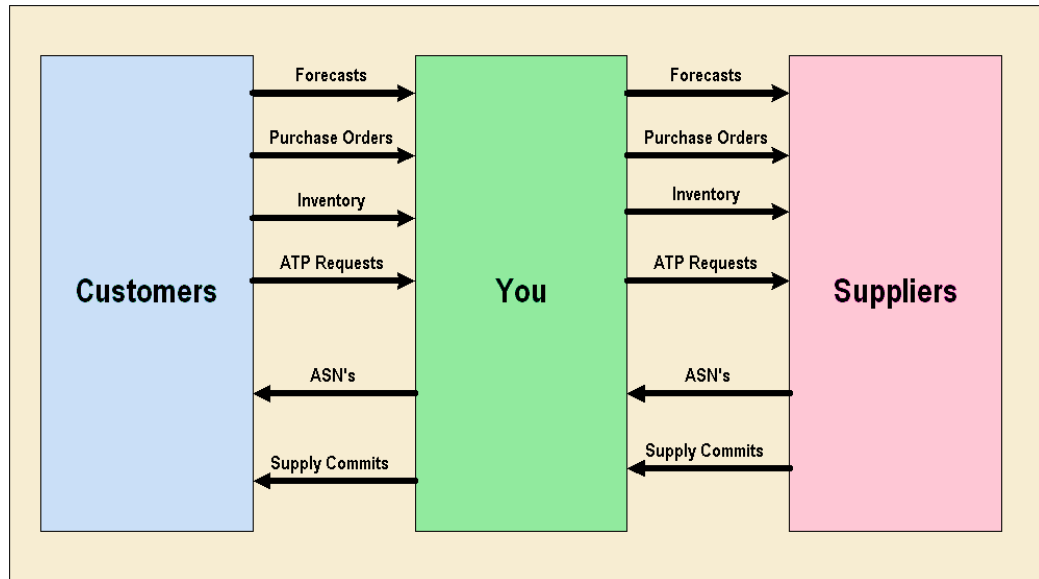 Forecasts
Forecasts
Purchase Orders
Purchase Orders
Inventory
Inventory
ATP Requests
ATP Requests
Customers
You
Suppliers
ASN's
ASN's
Supply Commits
Supply Commits